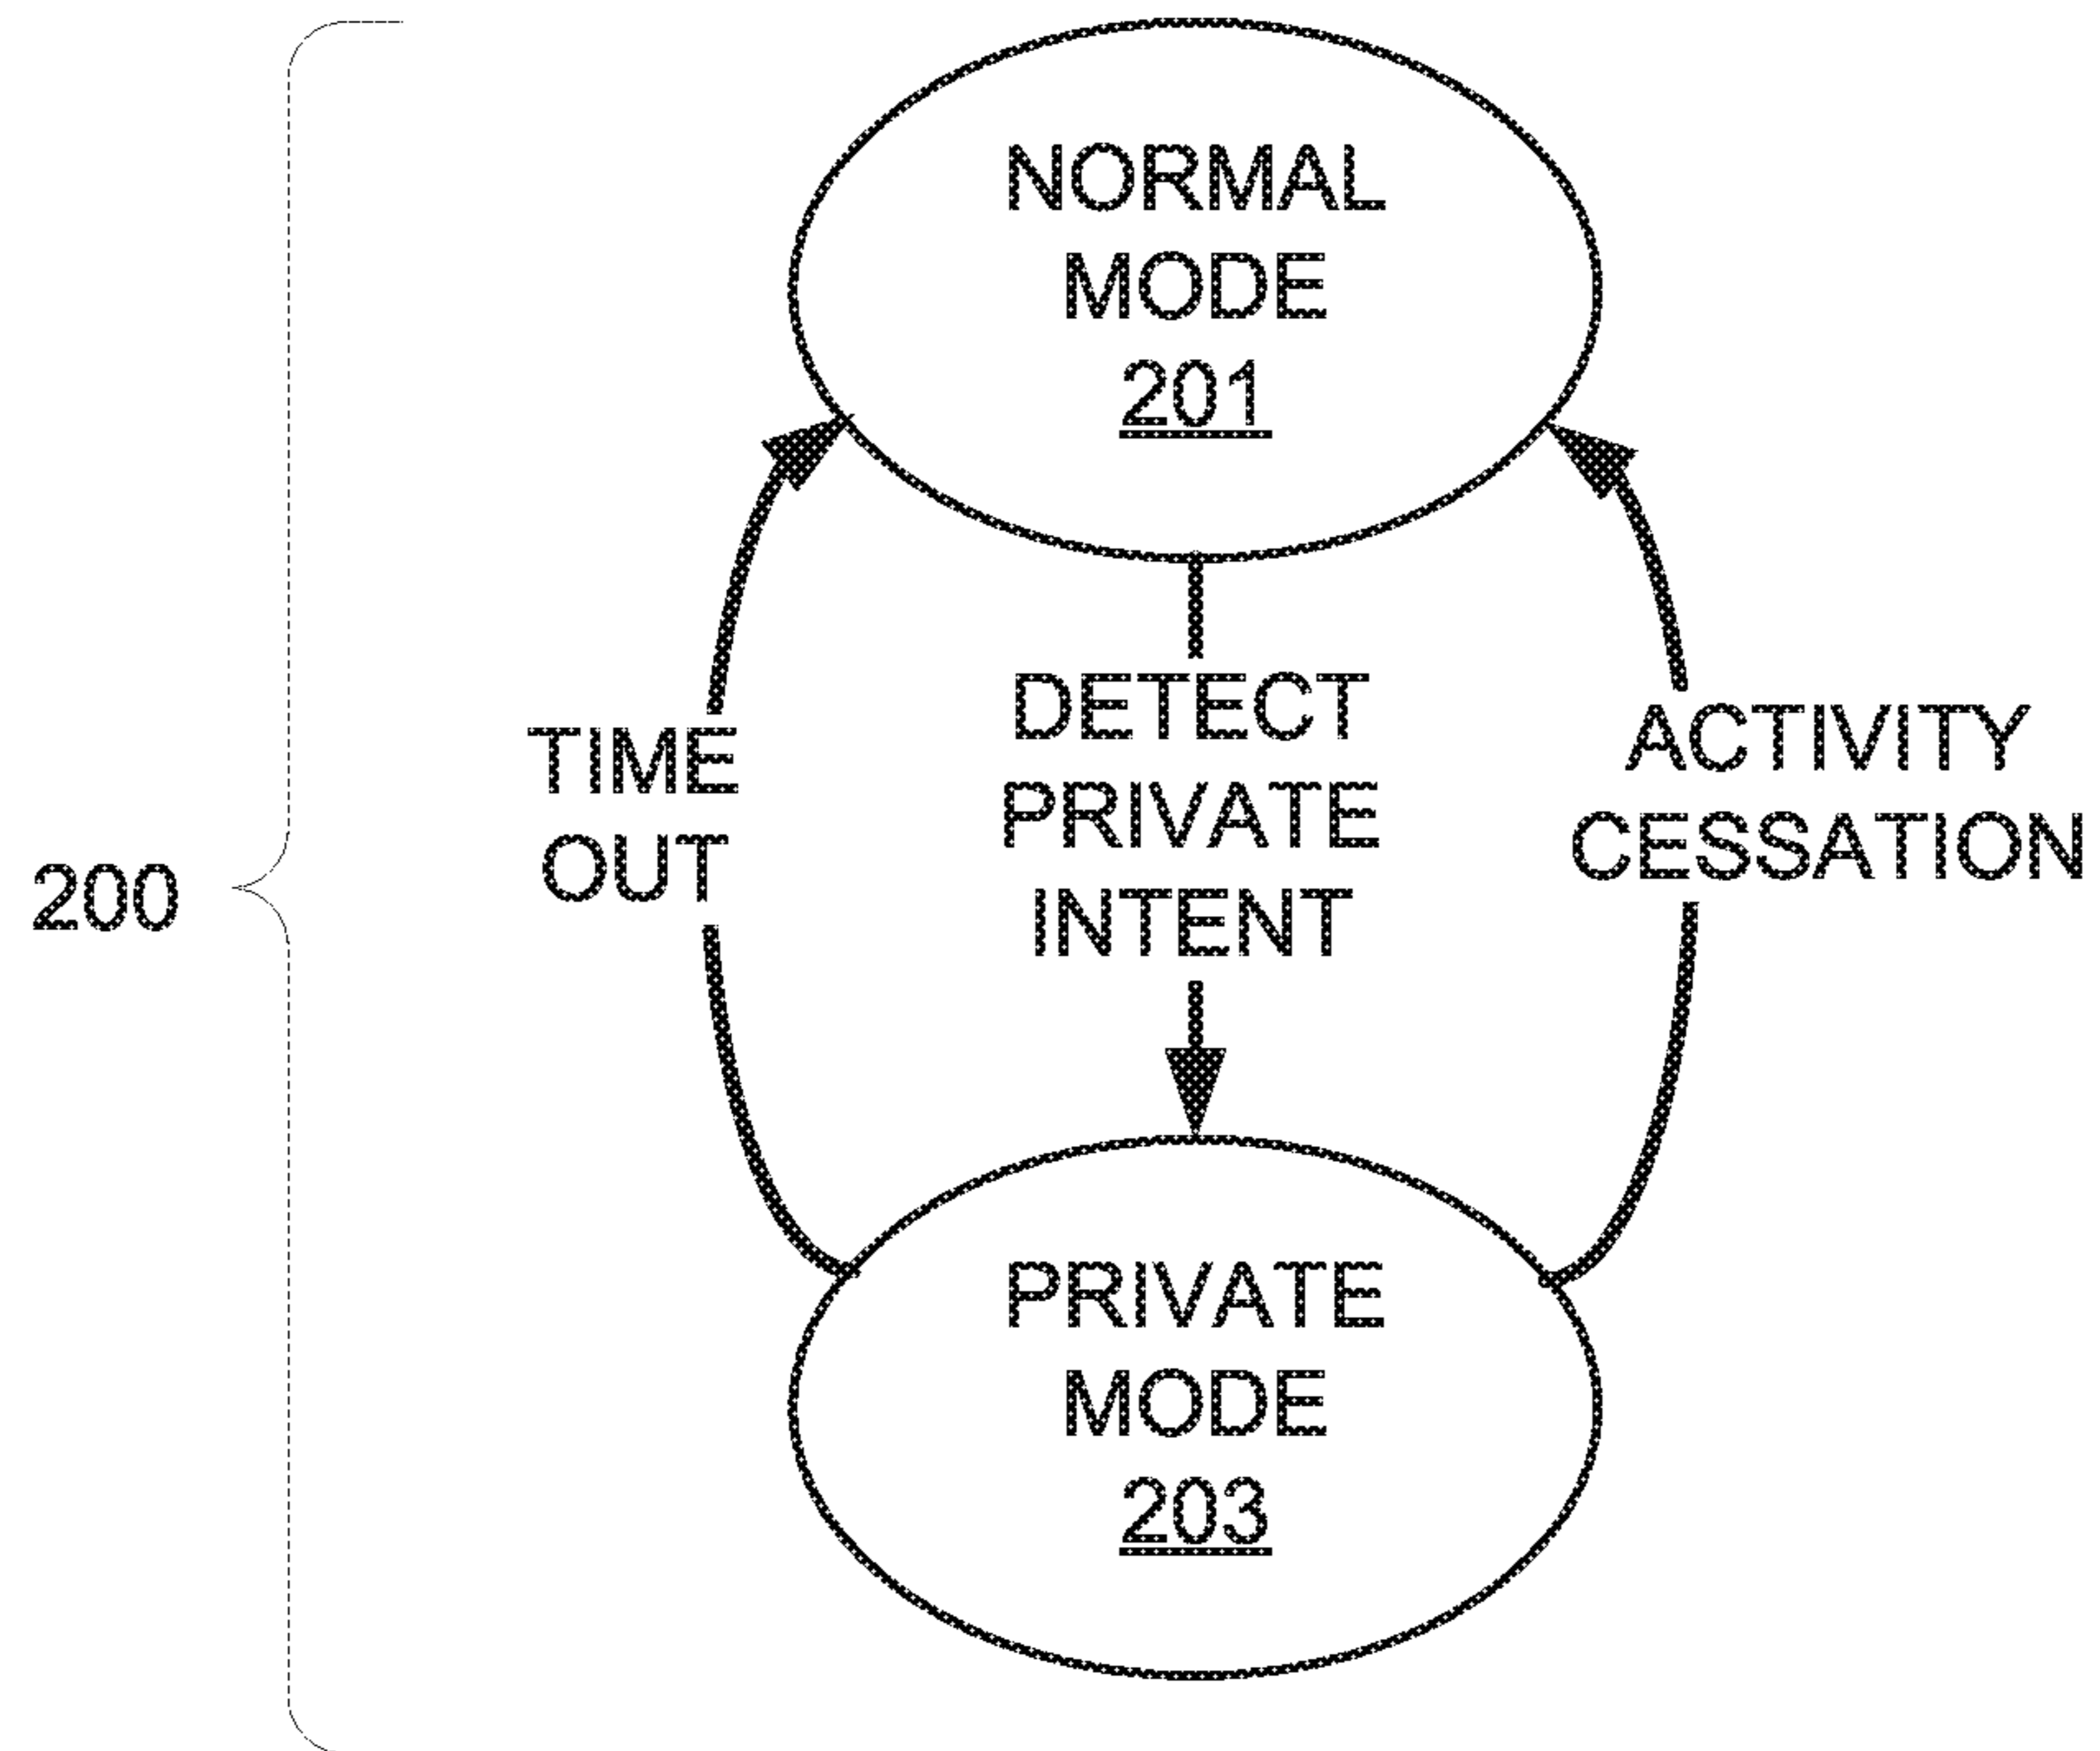 NORMAL
MODE
201
TIME
OUT
DETECT
PRIVATE
INTENT
ACTIVITY
CESSATION
200
PRIVATE
MODE
203